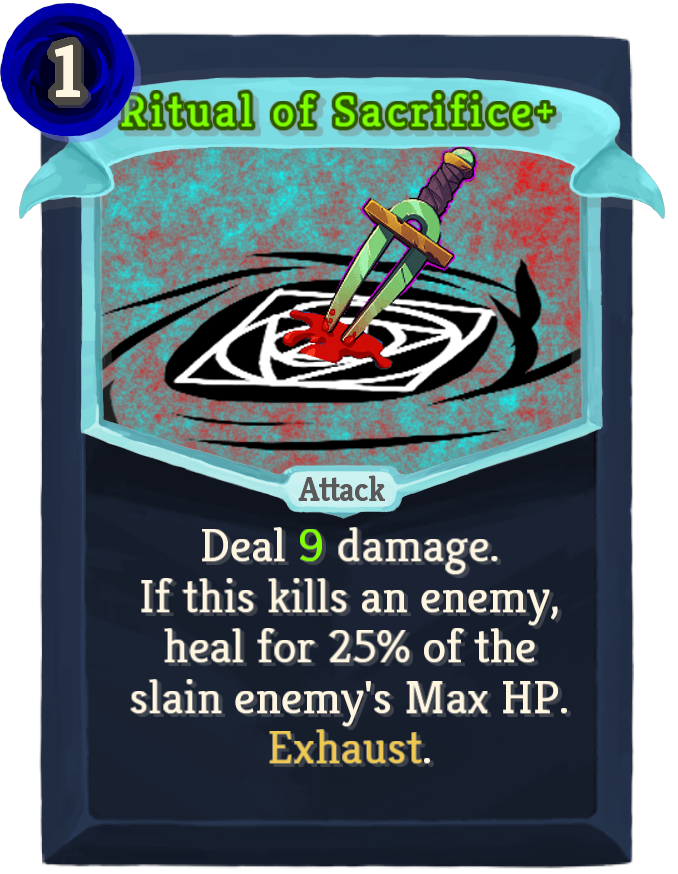 1
Ritual of Sacrifice+
Attack
Deal 9 damage.
If this kills an enemy,
heal for 25% of the
slain enemy's Max HP.
Exhaust.